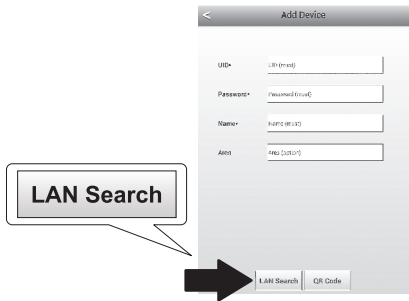 <
Add Device
UID*
UID (must)
Password*
Password (must)
Name*
Name (must)
Area
Area (option)
LAN Search
LAN Search
QR Code